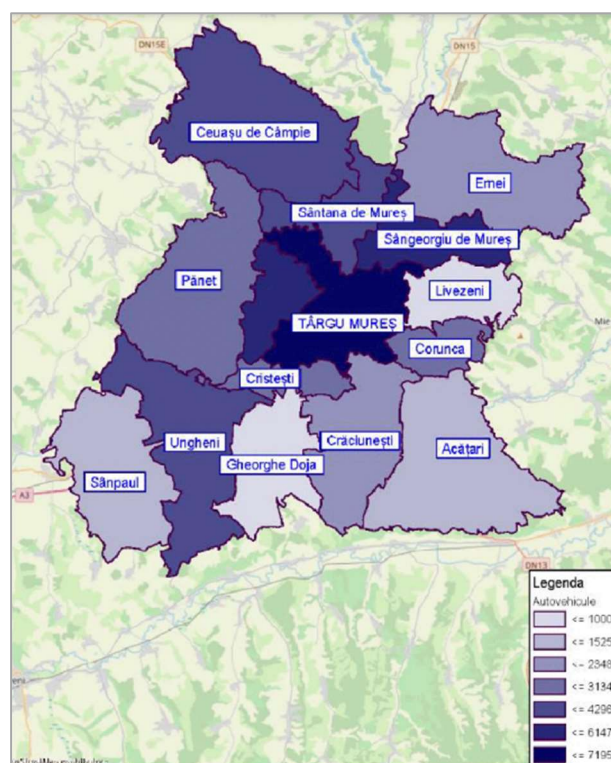 DN15E
DN15
Ceuașu de Câmpie
Ernei
Sântana de Mureș
Sângeorgiu de Mureș
Pănet
Livezeni
TÂRGU MUREȘ
Corunca
Cristești
Ungheni
Crăciunești
Acățari
Gheorghe Doja
Sânpaul
A3
DN13
Legenda
Autovehicule
<= 1000
<= 1525
<= 2348
<= 3134
<= 4296
<= 6147
<= 7195